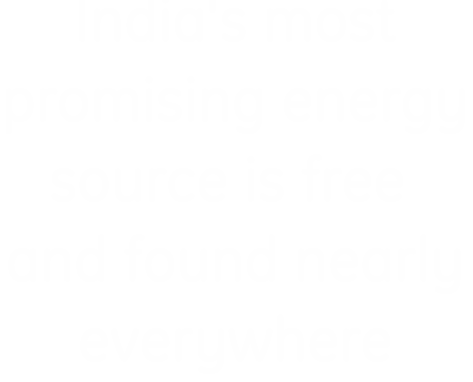 India's most
promising energy
source is free
and found nearly
everywhere